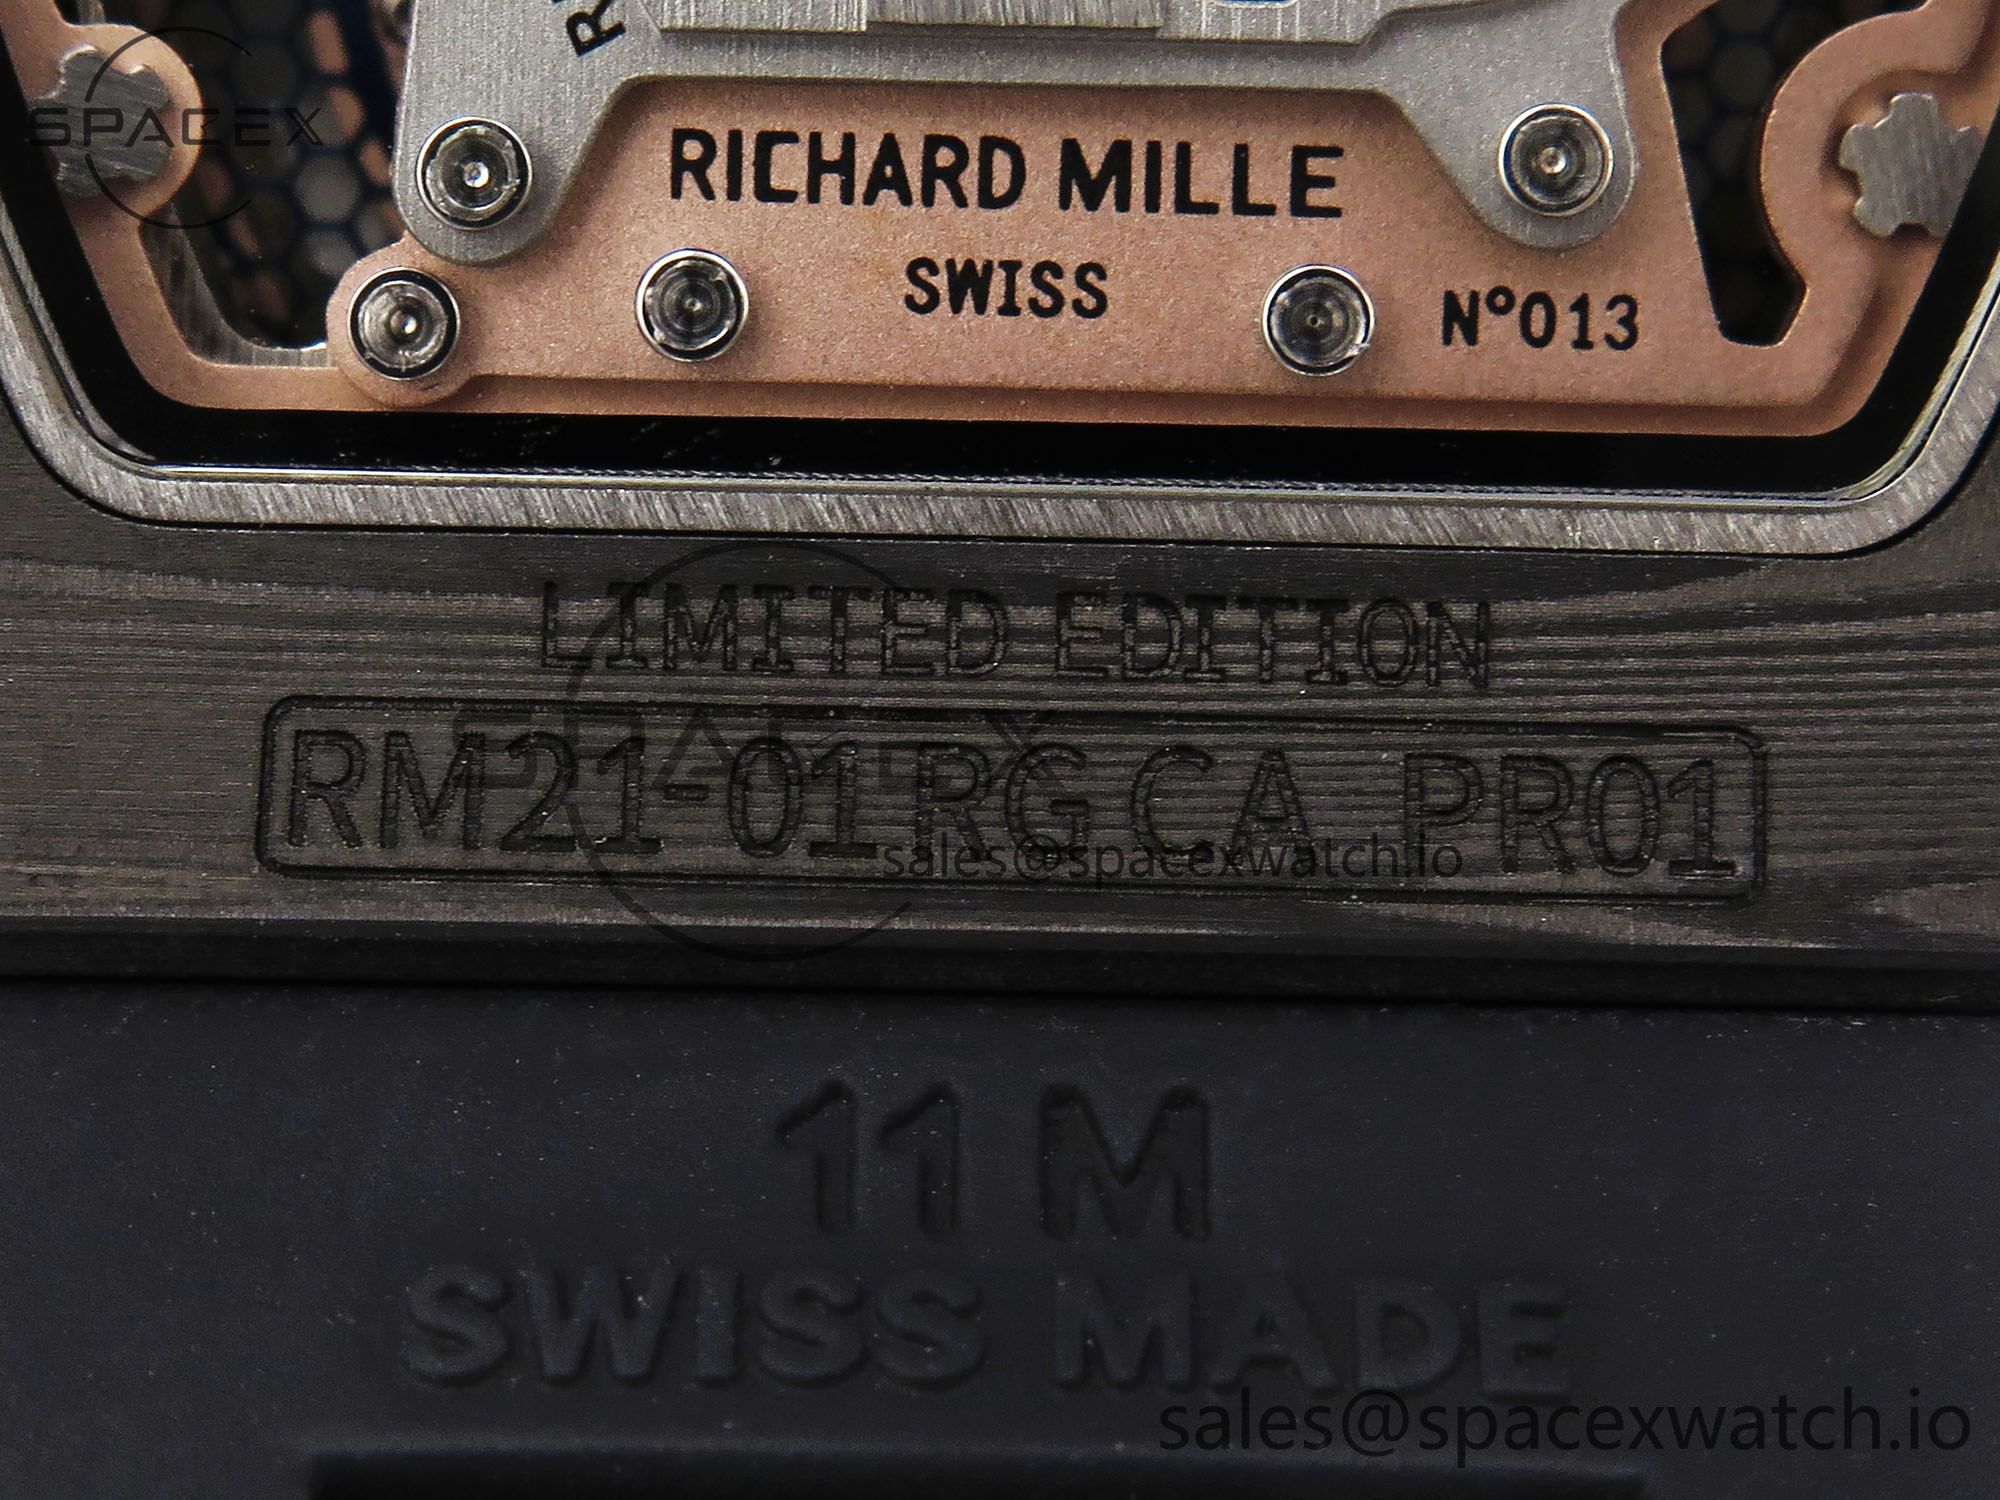 SPACEX
RICHARD MILLE
SWISS
N°013
LIMITED EDITION
SPACEX
RM21-01 RG CA PR01
sales@spacexwatch.io
11 M
SWISS MADE
sales@spacexwatch.io